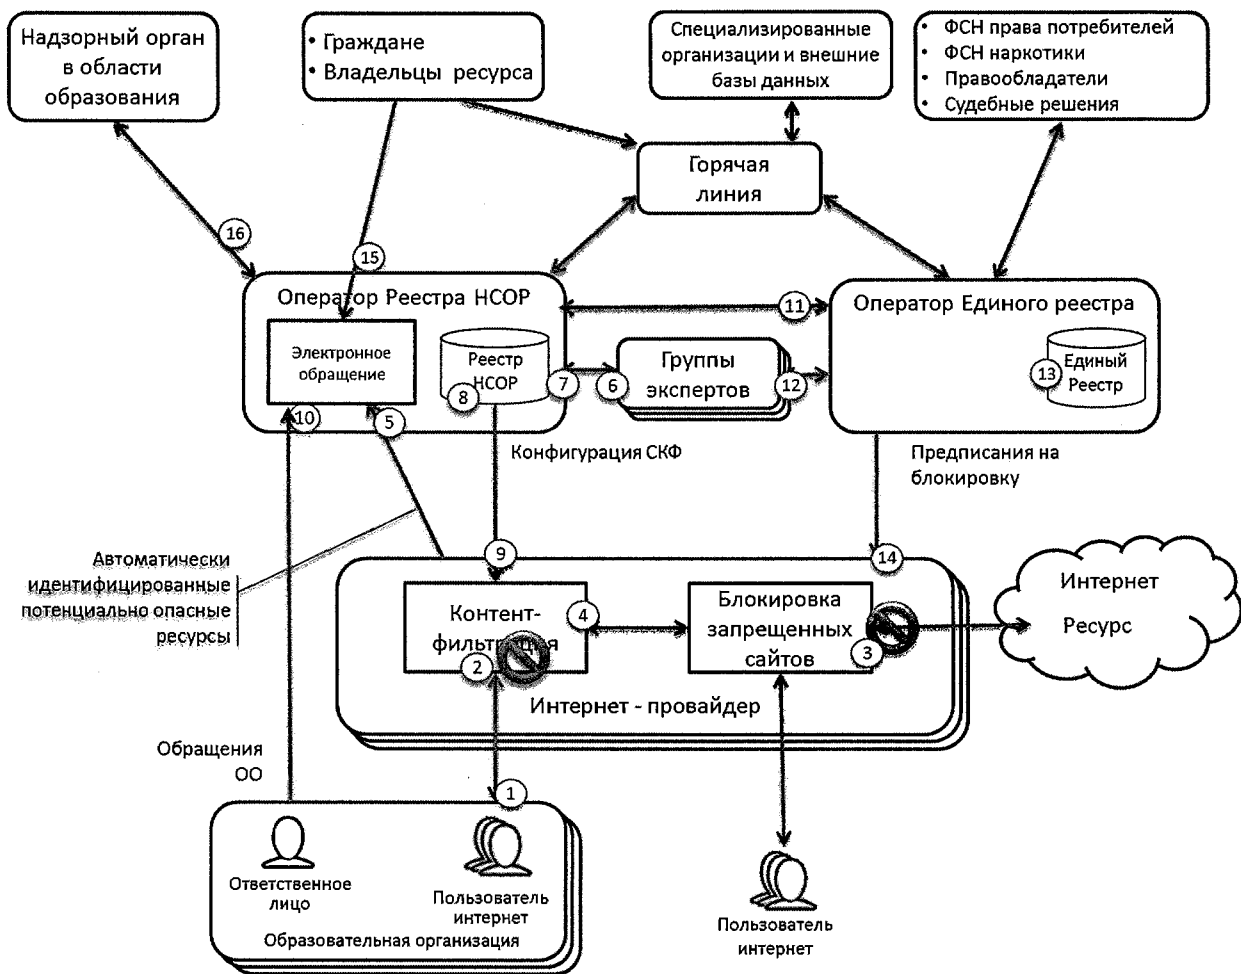 Надзорный орган
в области
образования
• Граждане
• Владельцы ресурса
Специализированные
организации и внешние
базы данных
• ФСН права потребителей
• ФСН наркотики
• Правообладатели
• Судебные решения
Горячая
линия
16
15
Оператор Реестра НСОР
Электронное
обращение
Реестр
НСОР
8
7
10
5
11
Группы
экспертов
6
12
Оператор Единого реестра
13
Единый
Реестр
Конфигурация СКФ
Предписания на
блокировку
Автоматически
идентифицированные
потенциально опасные
ресурсы
9
14
Контент-
фильтрация
4
2
Блокировка
запрещенных
сайтов
3
Интернет - провайдер
Интернет
Ресурс
Обращения
ОО
1
Ответственное
лицо
Пользователь
интернет
Образовательная организация
Пользователь
интернет